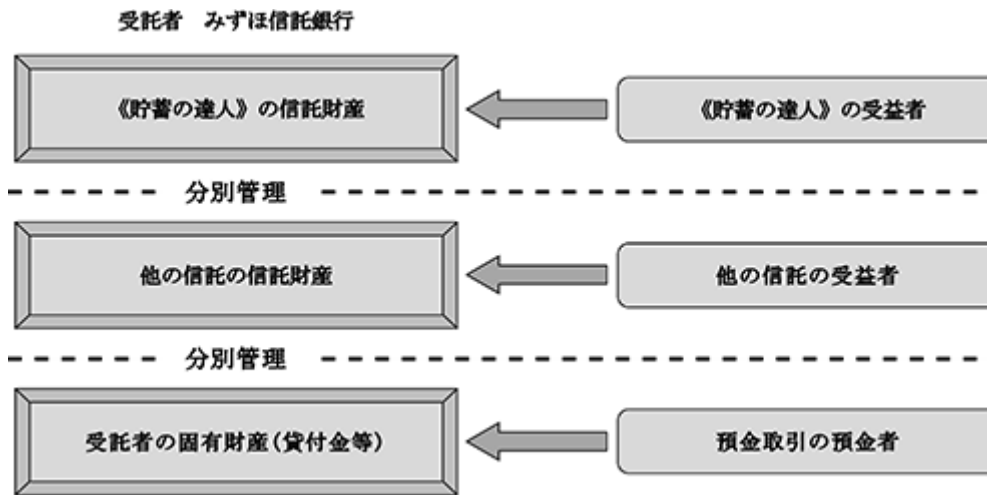 受託者　みずほ信託銀行
《貯蓄の達人》の信託財産
《貯蓄の達人》の受益者
分別管理
他の信託の信託財産
他の信託の受益者
分別管理
受託者の固有財産（貸付金等）
預金取引の預金者